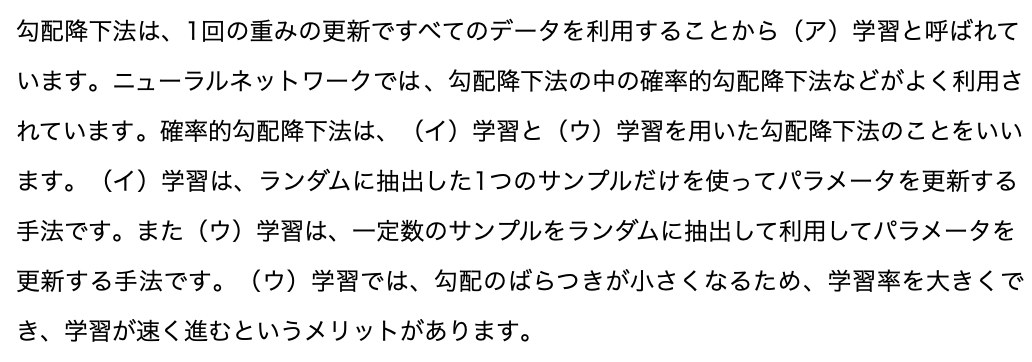 勾配降下法は、1回の重みの更新ですべてのデータを利用することから（ア）学習と呼ばれて
います。ニューラルネットワークでは、勾配降下法の中の確率的勾配降下法などがよく利用さ
れています。確率的勾配降下法は、（イ）学習と（ウ）学習を用いた勾配降下法のことをいい
ます。（イ）学習は、ランダムに抽出した1つのサンプルだけを使ってパラメータを更新する
手法です。また（ウ）学習は、一定数のサンプルをランダムに抽出して利用してパラメータを
更新する手法です。（ウ）学習では、勾配のばらつきが小さくなるため、学習率を大きくで
き、学習が速く進むというメリットがあります。